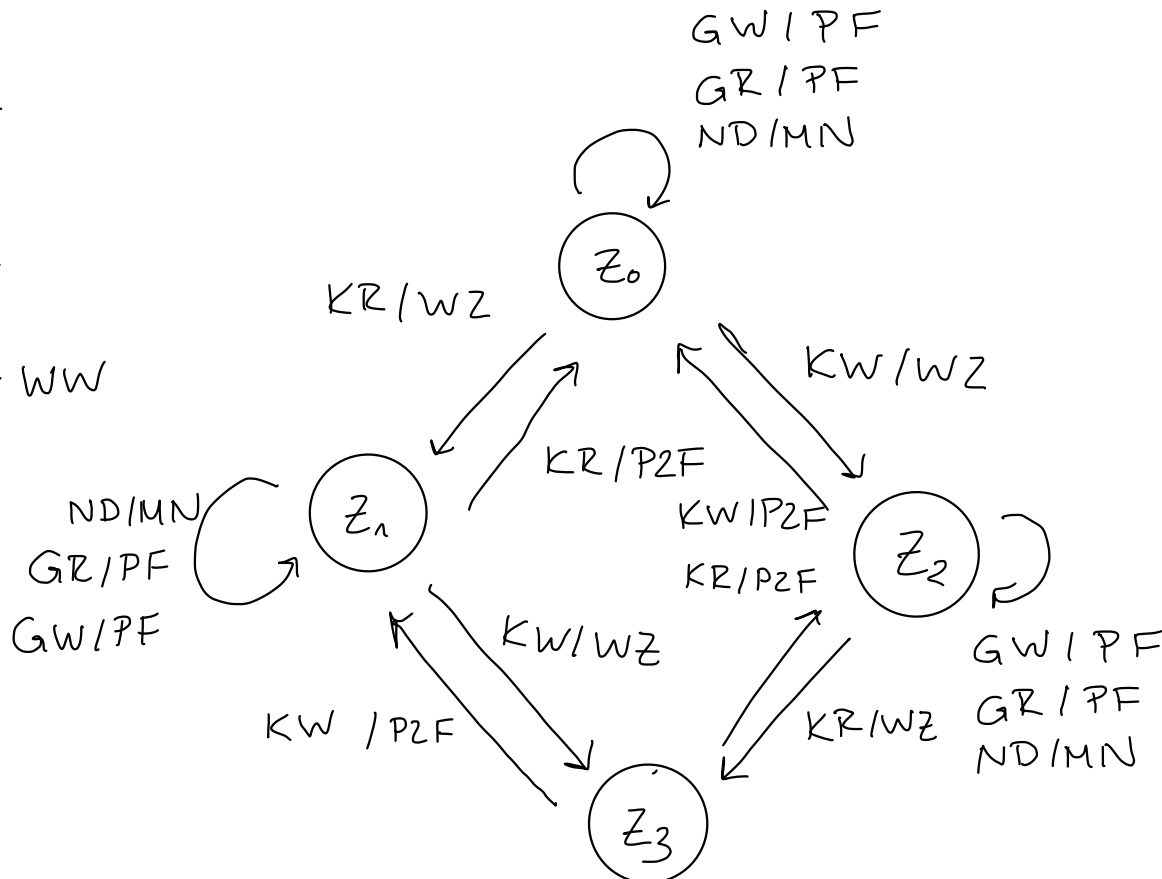 GW/PF
GR/PF
ND/MN
Z0
KR/WZ
KW/WZ
WW
KR/P2F
ND/MN
GR/PF
GW/PF
Z1
KW/P2F
KR/P2F
Z2
GW/PF
GR/PF
ND/MN
KW/WZ
KW /P2F
KR/WZ
Z3